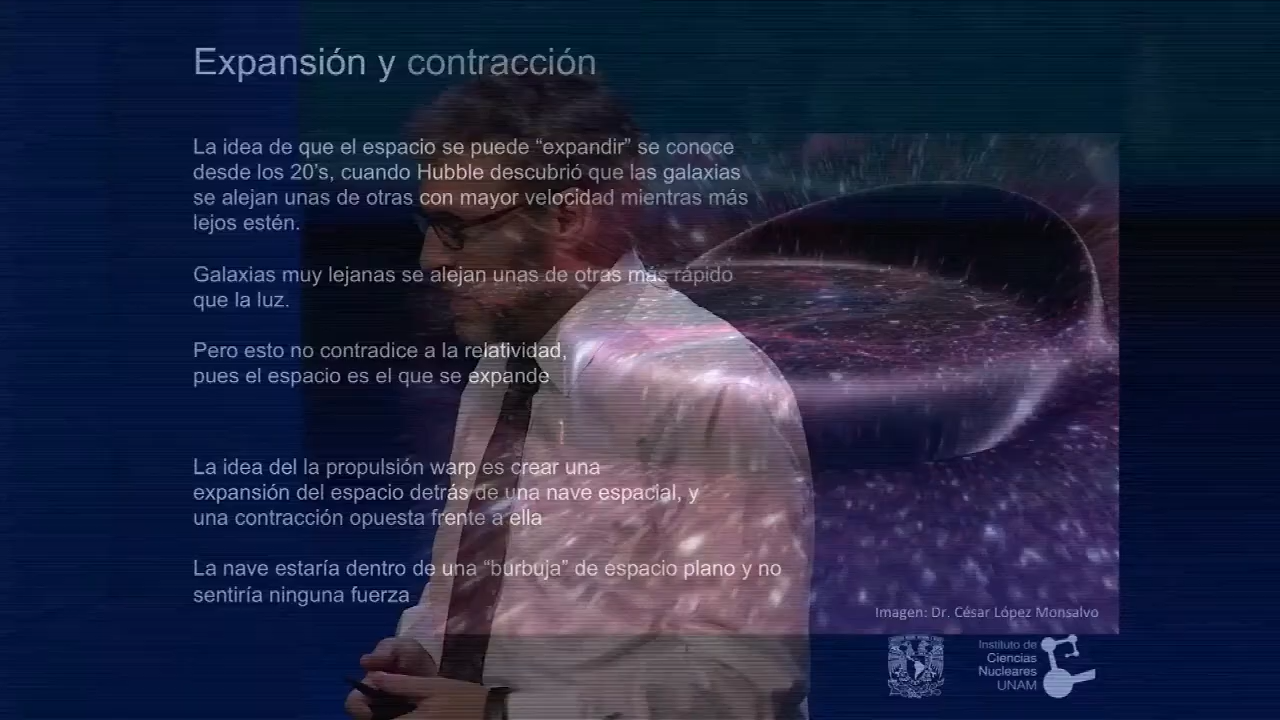 Expansión y contracción
La idea de que el espacio se puede “expandir” se conoce
desde los 20’s, cuando Hubble descubrió que las galaxias
se alejan unas de otras con mayor velocidad mientras más
lejos estén.
Galaxias muy lejanas se alejan unas de otras más rápido
que la luz.
Pero esto no contradice a la relatividad,
pues el espacio es el que se expande
La idea del la propulsión warp es crear una
expansión del espacio detrás de una nave espacial, y
una contracción opuesta frente a ella
La nave estaría dentro de una “burbuja” de espacio plano y no
sentiría ninguna fuerza
Imagen: Dr. César López Monsalvo
Instituto de
Ciencias
Nucleares
UNAM